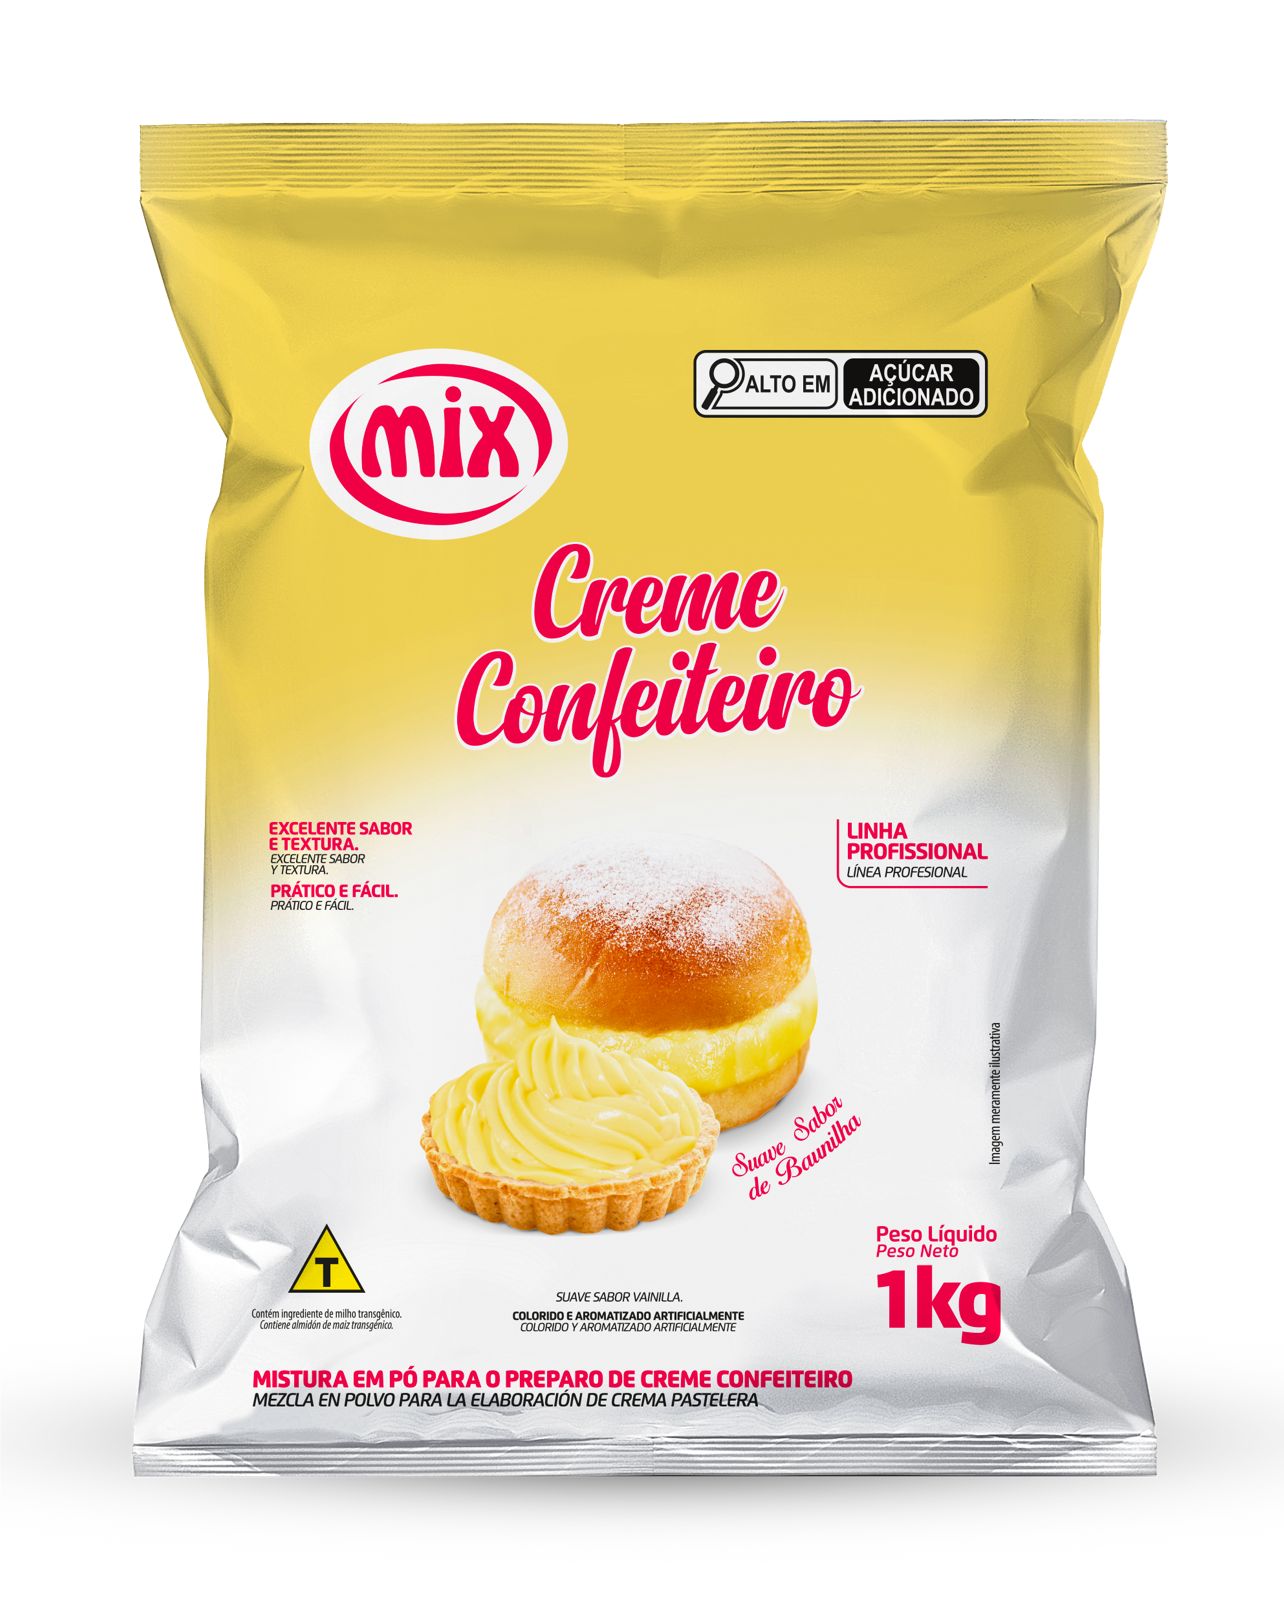 mix
ALTO EM
AÇÚCAR
ADICIONADO
Creme
Confeiteiro
EXCELENTE SABOR
E TEXTURA.
EXCELENTE SABOR
Y TEXTURA.
PRÁTICO E FÁCIL.
PRÁTICO E FÁCIL.
LINHA
PROFISSIONAL
LÍNEA PROFESIONAL
Imagem meramente ilustrativa
Suave Sabor
de Baunilha
T
Contém ingrediente de milho transgênico.
Contiene almidón de maíz transgénico.
SUAVE SABOR VAINILLA.
COLORIDO E AROMATIZADO ARTIFICIALMENTE
COLORIDO Y AROMATIZADO ARTIFICIALMENTE
Peso Líquido
Peso Neto
1kg
MISTURA EM PÓ PARA O PREPARO DE CREME CONFEITEIRO
MEZCLA EN POLVO PARA LA ELABORACIÓN DE CREMA PASTELERA